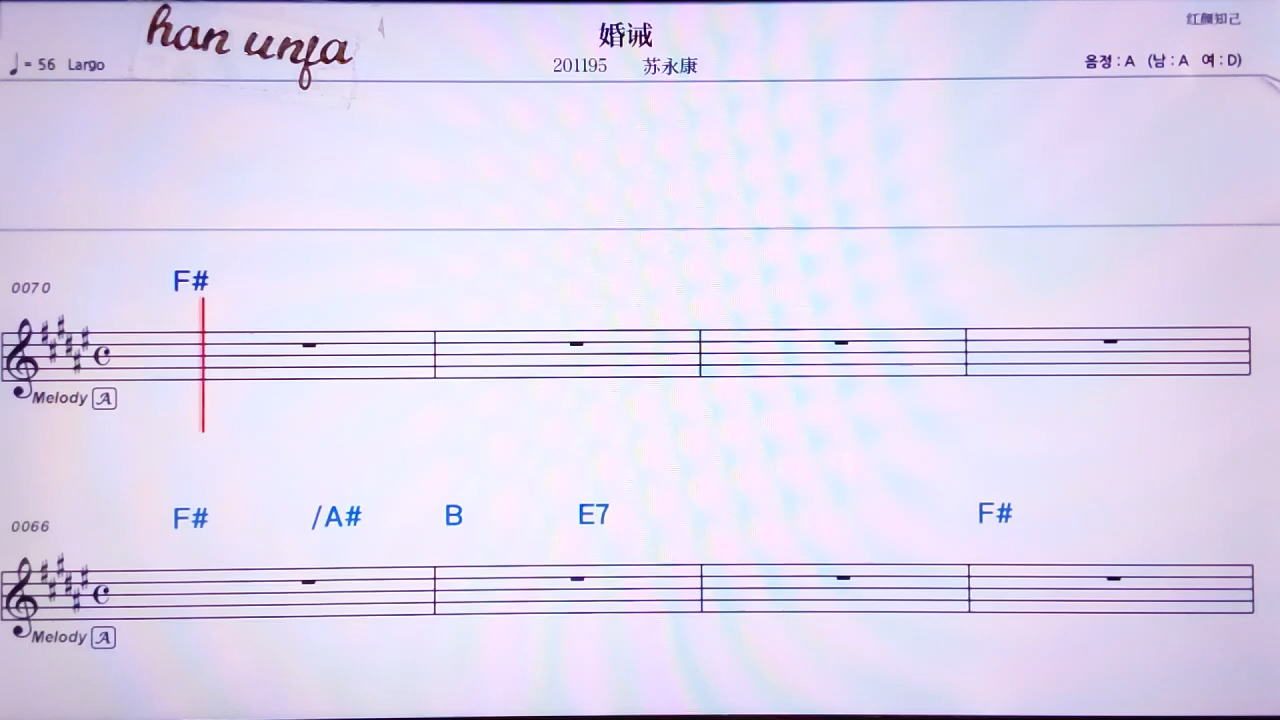 han unfa
婚诫
红颜知己
♩= 56 Largo
201195 苏永康
음정 : A (남 : A 여 : D)
0070
F#
Melody A
0066
F# /A# B E7 F#
Melody A